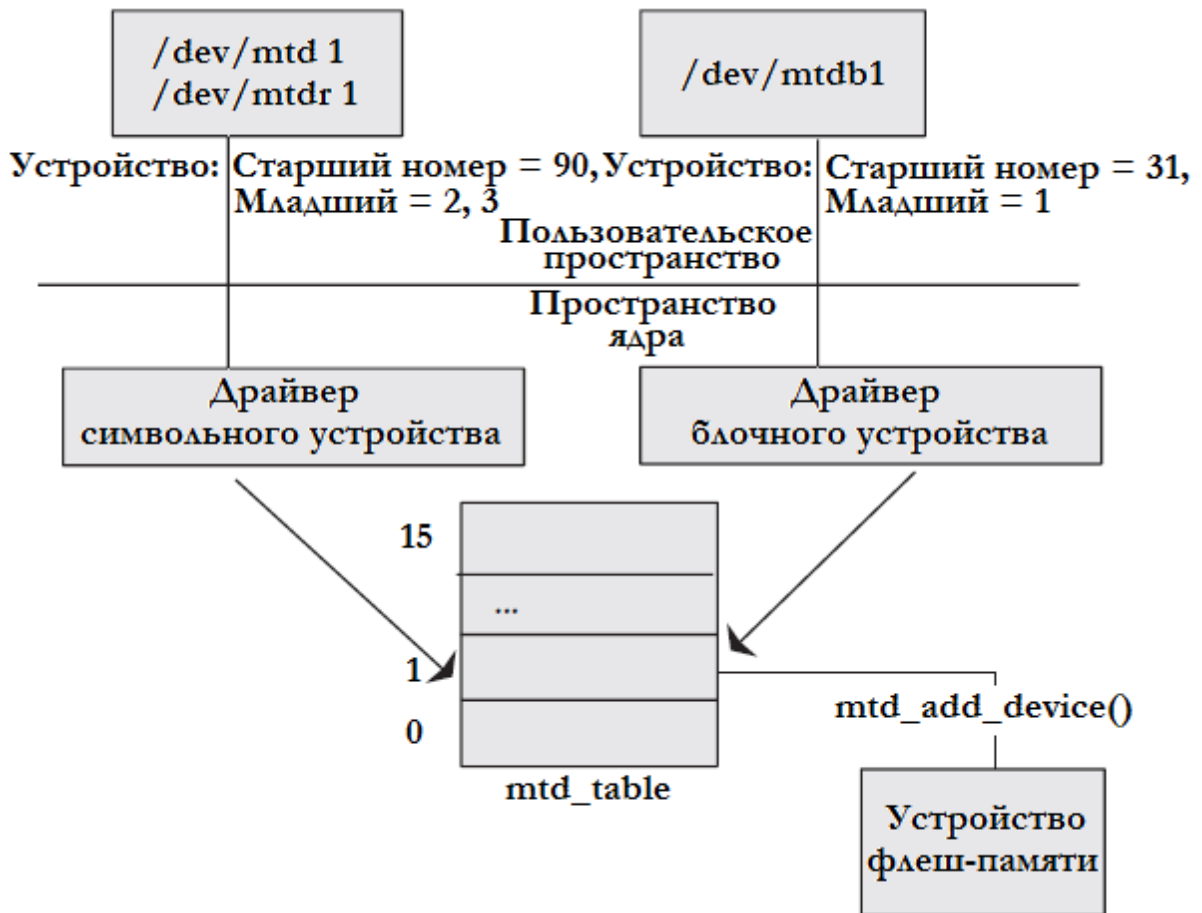 /dev/mtd 1
/dev/mtdr 1
/dev/mtdb1
Устройство: Старший номер = 90,
Младший = 2, 3
Устройство: Старший номер = 31,
Младший = 1
Пользовательское
пространство
Пространство
ядра
Драйвер
символьного устройства
Драйвер
блочного устройства
15
...
1
0
mtd_table
mtd_add_device()
Устройство
флеш-памяти